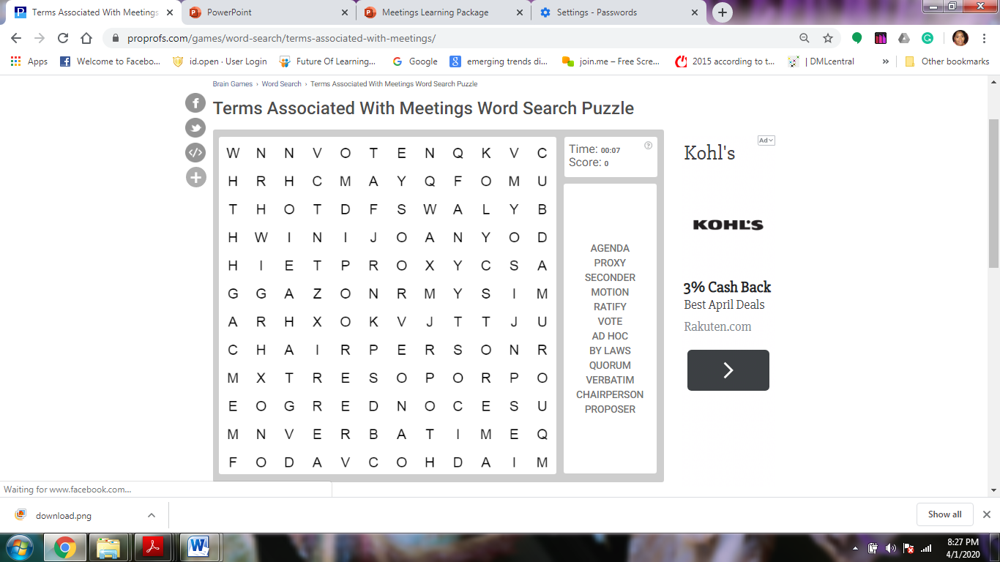 Terms Associated With Meetings
PowerPoint
Meetings Learning Package
Settings - Passwords
proprofs.com/games/word-search/terms-associated-with-meetings/
Apps
Welcome to Facebo...
id.open · User Login
Future Of Learning...
Google
emerging trends di...
join.me – Free Scre...
2015 according to t...
| DMLcentral
»
Other bookmarks
Brain Games › Word Search › Terms Associated With Meetings Word Search Puzzle
Terms Associated With Meetings Word Search Puzzle
W N N V O T E N Q K V C
H R H C M A Y Q F O M U
T H O T D F S W A L Y B
H W I N I J O A N Y O D
H I E T P R O X Y C S A
G G A Z O N R M Y S I M
A R H X O K V J T T J U
C H A I R P E R S O N R
M X T R E S O P O R P O
E O G R E D N O C E S U
M N V E R B A T I M E Q
F O D A V C O H D A I M
Time: 00:07
Score: 0
AGENDA
PROXY
SECONDER
MOTION
RATIFY
VOTE
AD HOC
BY LAWS
QUORUM
VERBATIM
CHAIRPERSON
PROPOSER
Ad
Kohl's
KOHL'S
3% Cash Back
Best April Deals
Rakuten.com
Waiting for www.facebook.com...
download.png
Show all
8:27 PM
4/1/2020